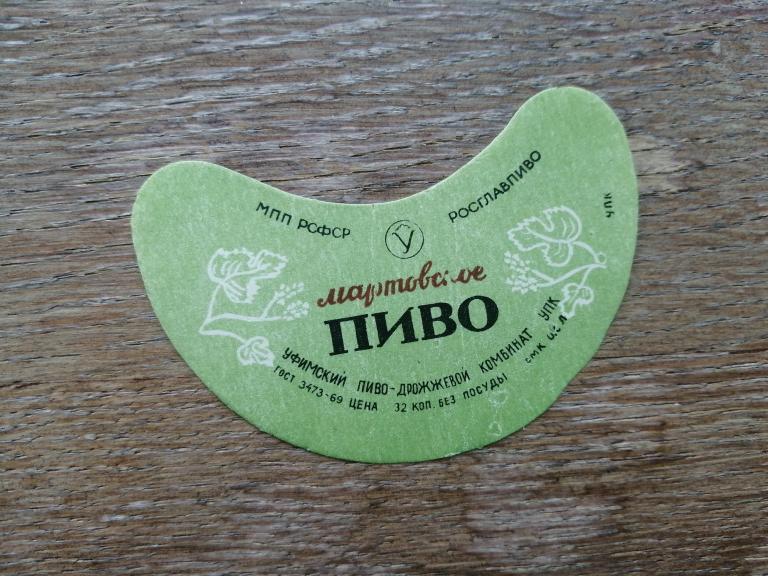 МПП РСФСР
РОСГЛАВПИВО
У
мартовское
ПИВО
УФИМСКИЙ ПИВО-ДРОЖЖЕВОЙ КОМБИНАТ УПК
ГОСТ 3473-69 ЦЕНА 32 КОП. БЕЗ ПОСУДЫ
УПК